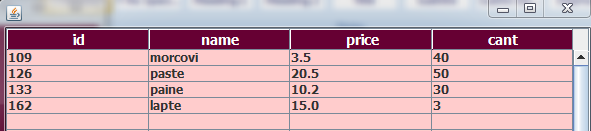 id name price cant
109 morcovi 3.5 40
126 paste 20.5 50
133 paine 10.2 30
162 lapte 15.0 3